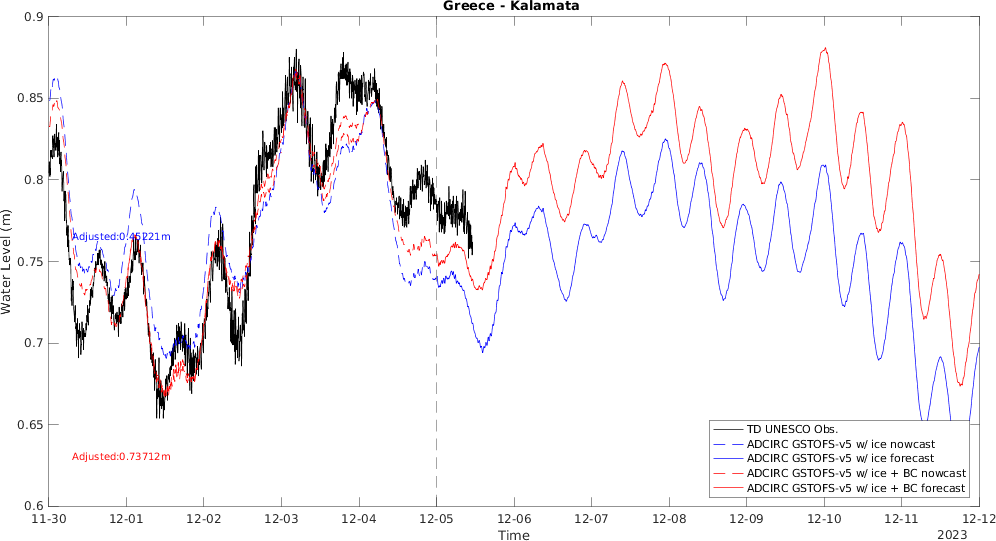 Greece - Kalamata
0.9
0.85
0.8
0.75
0.7
0.65
0.6
Water Level (m)
Adjusted:0.45221m
Adjusted:0.73712m
TD UNESCO Obs.
ADCIRC GSTOFS-v5 w/ ice nowcast
ADCIRC GSTOFS-v5 w/ ice forecast
ADCIRC GSTOFS-v5 w/ ice + BC nowcast
ADCIRC GSTOFS-v5 w/ ice + BC forecast
11-30 12-01 12-02 12-03 12-04 12-05 12-06 12-07 12-08 12-09 12-10 12-11 12-12
Time
2023